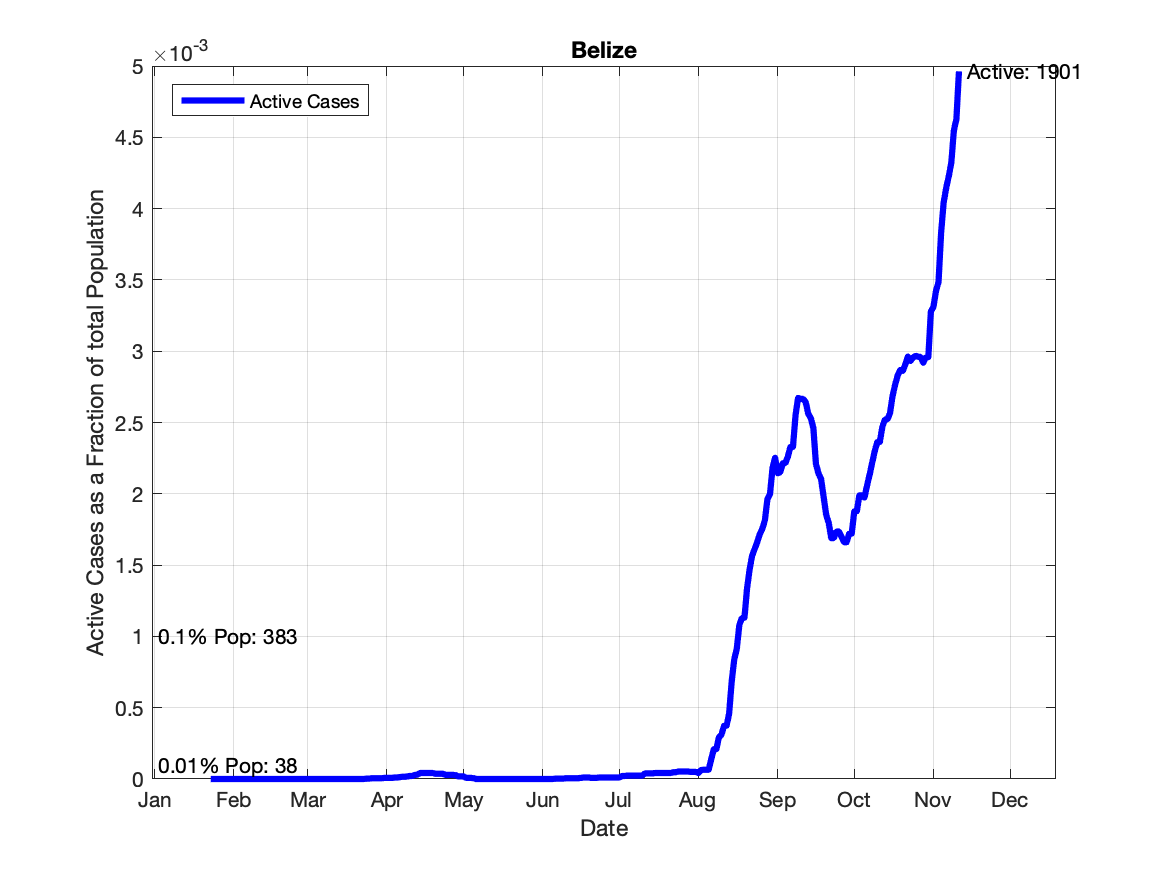 Belize
×10-3
5
4.5
4
3.5
3
2.5
2
1.5
1
0.5
0
Active Cases as a Fraction of total Population
Active Cases
Active: 1901
0.1% Pop: 383
0.01% Pop: 38
Jan Feb Mar Apr May Jun Jul Aug Sep Oct Nov Dec
Date